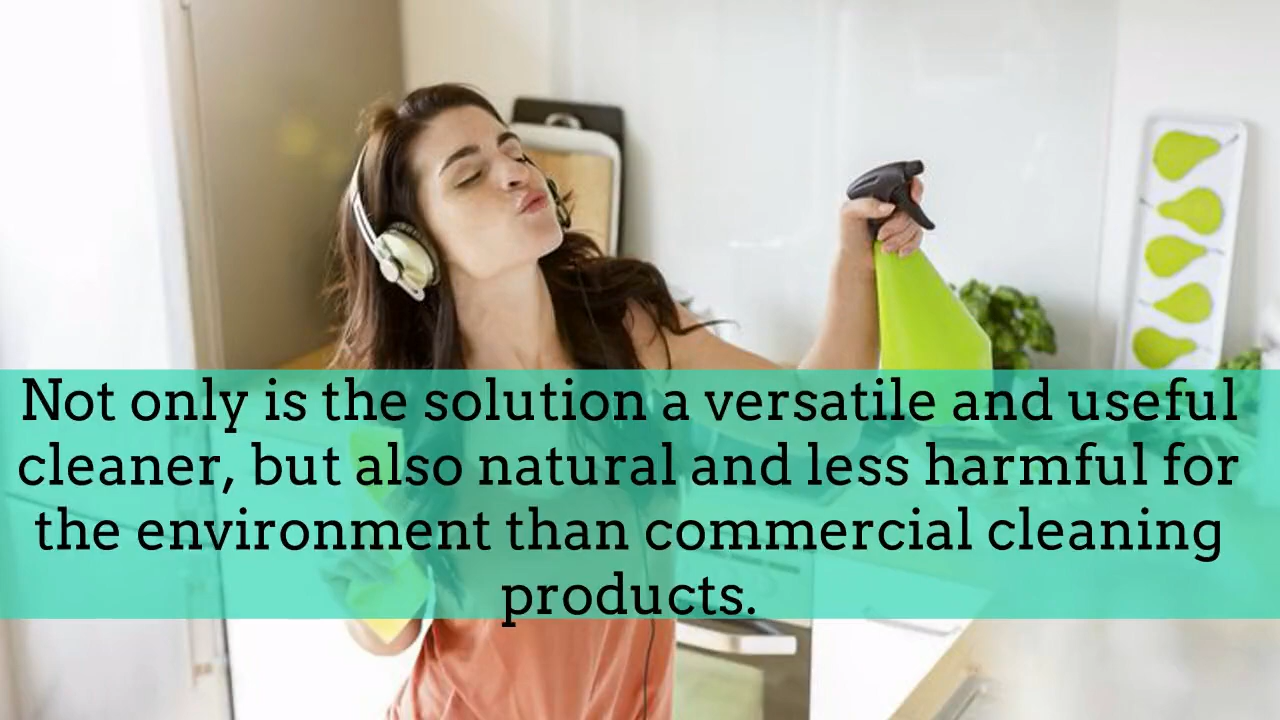 Not only is the solution a versatile and useful
cleaner, but also natural and less harmful for
the environment than commercial cleaning
products.